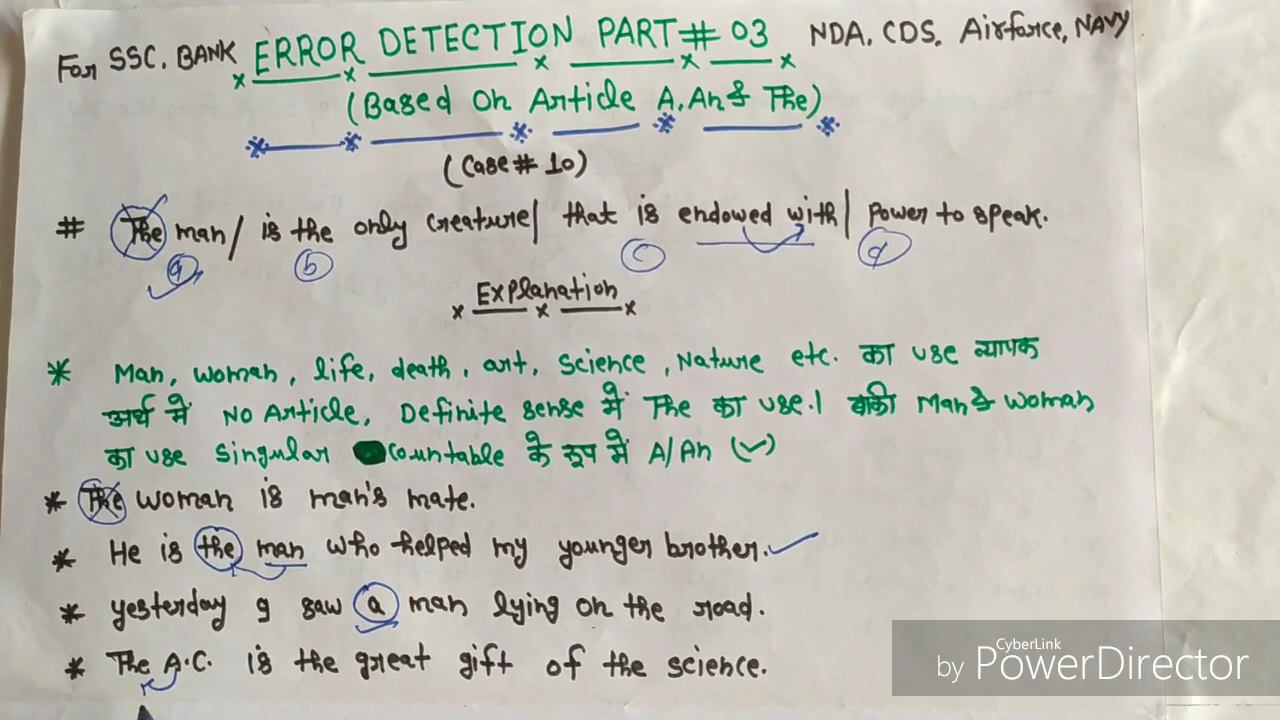 For SSC, BANK ERROR DETECTION PART # 03 NDA, CDS, Airforce, NAVY
(Based On Article A, An & The)
(Case # 10)
# The man / is the only creature / that is endowed with / power to speak.
a b c d
Explanation
* Man, woman, life, death, art, Science, Nature etc. का use व्यापक
अर्थ में No Article, Definite sense में The का use.। बाकी Man & woman
का use Singular Countable के रूप में A/An (✓)
* The woman is man's mate.
* He is the man who helped my younger brother.
* yesterday I saw a man lying on the road.
* The A.C. is the great gift of the science.
CyberLink
by PowerDirector